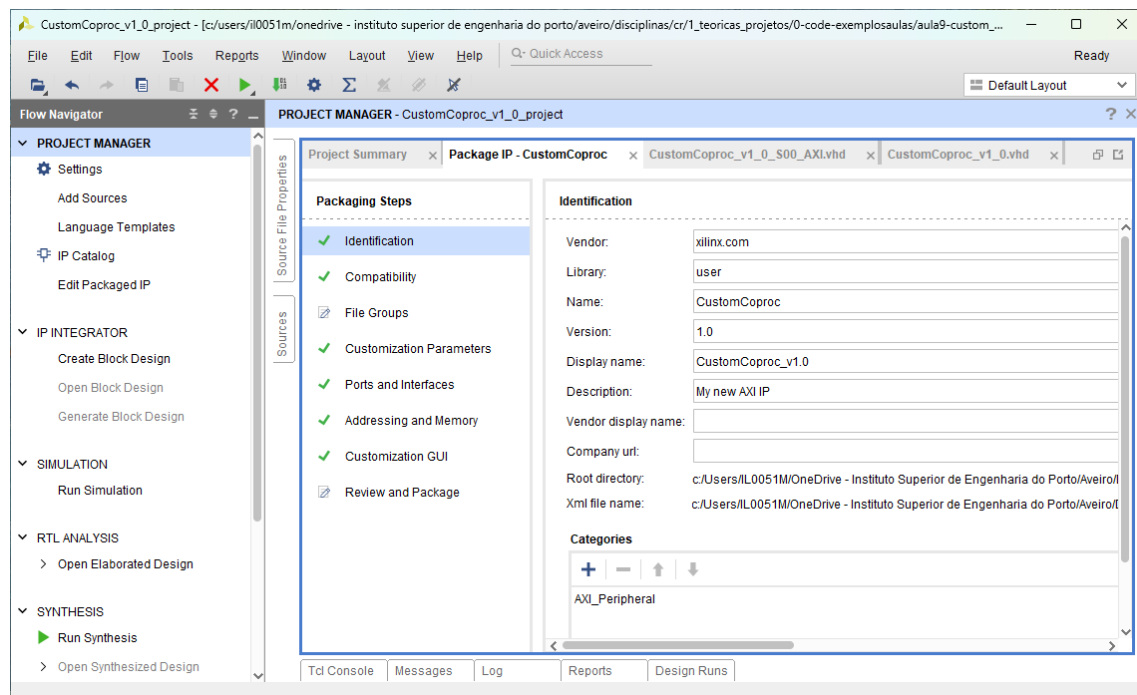 CustomCoproc_v1_0_project - [c:/users/il0051m/onedrive - instituto superior de engenharia do porto/aveiro/disciplinas/cr/1_teoricas_projetos/0-code-exemplosaulas/aula9-custom_...
File Edit Flow Tools Reports Window Layout View Help Q- Quick Access Ready
Default Layout
Flow Navigator
PROJECT MANAGER - CustomCoproc_v1_0_project
PROJECT MANAGER
Settings
Add Sources
Language Templates
IP Catalog
Edit Packaged IP
IP INTEGRATOR
Create Block Design
Open Block Design
Generate Block Design
SIMULATION
Run Simulation
RTL ANALYSIS
Open Elaborated Design
SYNTHESIS
Run Synthesis
Open Synthesized Design
Source File Properties
Sources
Project Summary Package IP - CustomCoproc CustomCoproc_v1_0_S00_AXI.vhd CustomCoproc_v1_0.vhd
Packaging Steps
Identification
Compatibility
File Groups
Customization Parameters
Ports and Interfaces
Addressing and Memory
Customization GUI
Review and Package
Identification
Vendor: xilinx.com
Library: user
Name: CustomCoproc
Version: 1.0
Display name: CustomCoproc_v1.0
Description: My new AXI IP
Vendor display name:
Company url:
Root directory: c:/Users/IL0051M/OneDrive - Instituto Superior de Engenharia do Porto/Aveiro/
Xml file name: c:/Users/IL0051M/OneDrive - Instituto Superior de Engenharia do Porto/Aveiro/
Categories
AXI_Peripheral
Tcl Console Messages Log Reports Design Runs